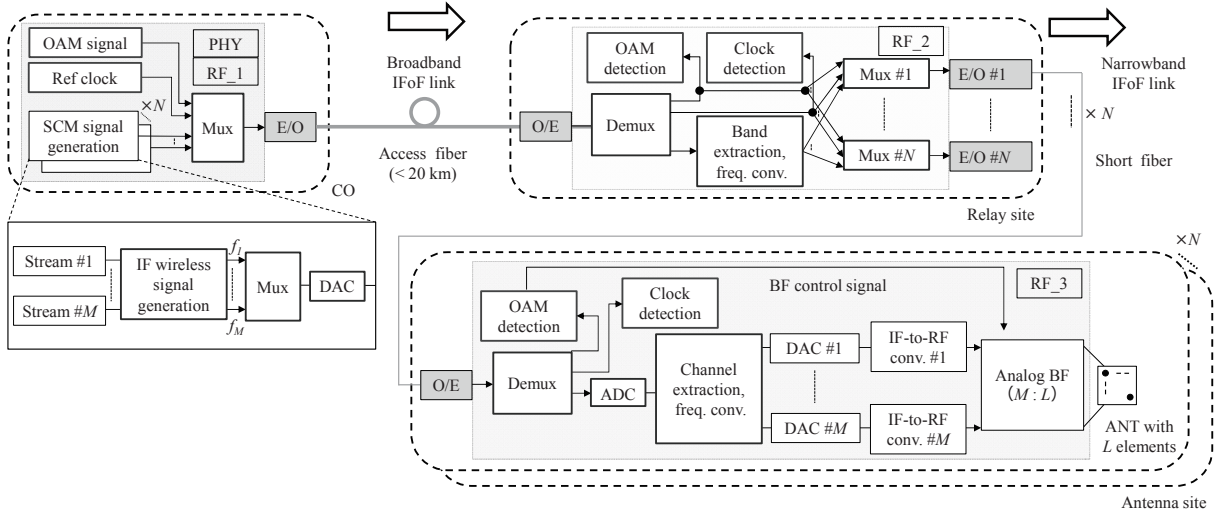 OAM signal
PHY
RF_1
Ref clock
×N
SCM signal
generation
Mux
E/O
CO
Broadband
IFoF link
Access fiber
(< 20 km)
O/E
OAM
detection
Clock
detection
RF_2
Demux
Band
extraction,
freq. conv.
Mux #1
Mux #N
E/O #1
E/O #N
Relay site
Narrowband
IFoF link
× N
Short fiber
Stream #1
Stream #M
IF wireless
signal
generation
f1
fM
Mux
DAC
×N
RF_3
BF control signal
OAM
detection
Clock
detection
O/E
Demux
ADC
Channel
extraction,
freq. conv.
DAC #1
DAC #M
IF-to-RF
conv. #1
IF-to-RF
conv. #M
Analog BF
(M : L)
ANT with
L elements
Antenna site